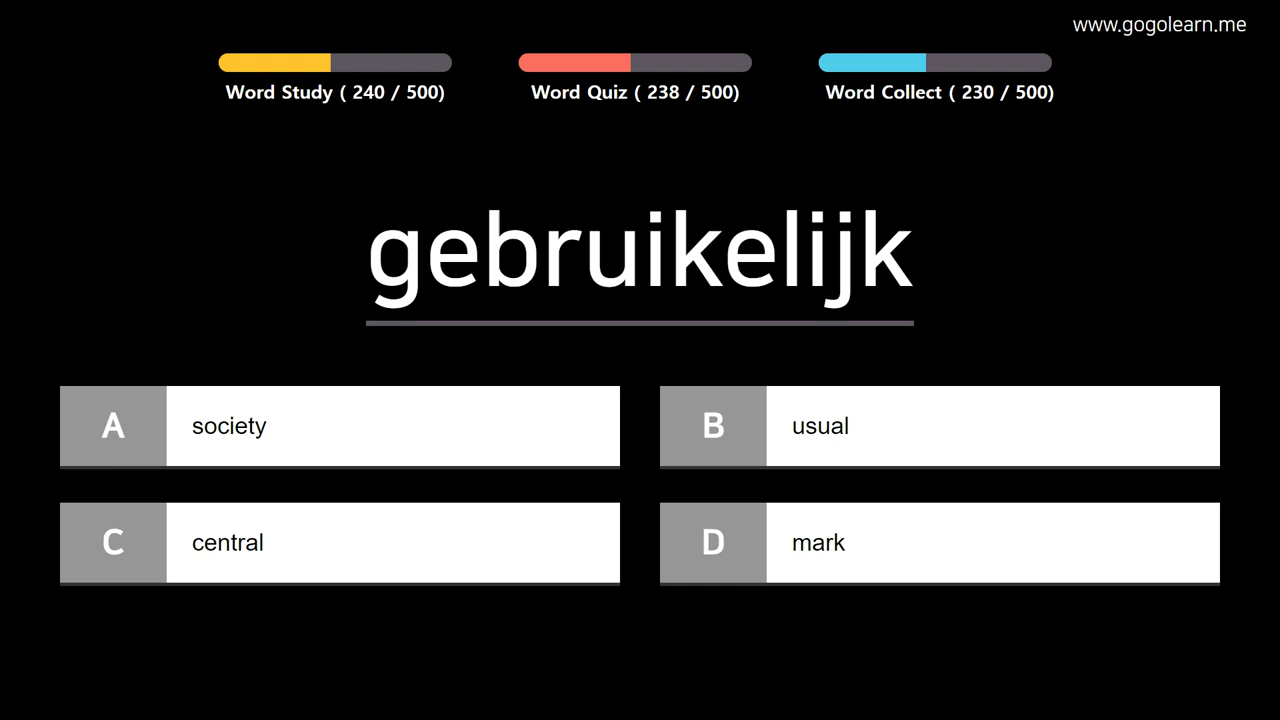 www.gogolearn.me
Word Study ( 240 / 500)
Word Quiz ( 238 / 500)
Word Collect ( 230 / 500)
gebruikelijk
A society
B usual
C central
D mark